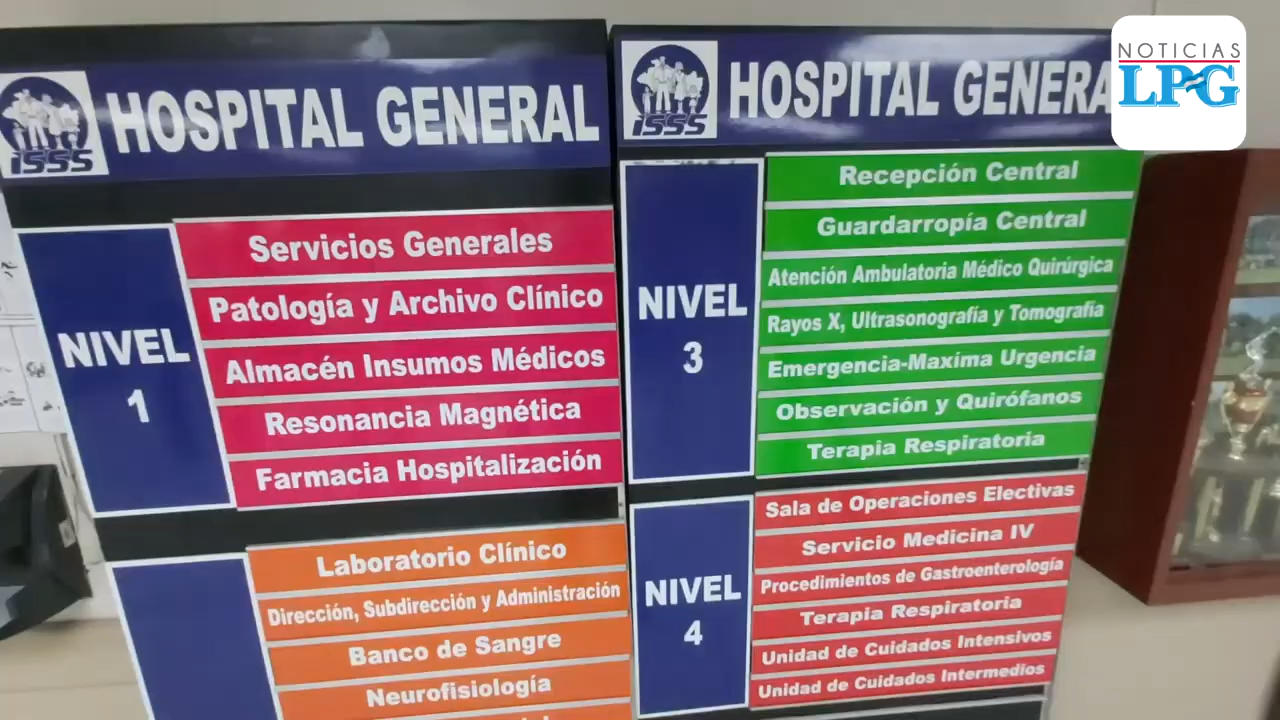 ISSS
HOSPITAL GENERAL
NIVEL
1
Servicios Generales
Patología y Archivo Clínico
Almacén Insumos Médicos
Resonancia Magnética
Farmacia Hospitalización
Laboratorio Clínico
Dirección, Subdirección y Administración
Banco de Sangre
Neurofisiología
ISSS
HOSPITAL GENERA
NIVEL
3
Recepción Central
Guardarropía Central
Atención Ambulatoria Médico Quirúrgica
Rayos X, Ultrasonografía y Tomografía
Emergencia-Maxíma Urgencia
Observación y Quirófanos
Terapia Respiratoria
NIVEL
4
Sala de Operaciones Electivas
Servicio Medicina IV
Procedimientos de Gastroenterología
Terapia Respiratoria
Unidad de Cuidados Intensivos
Unidad de Cuidados Intermedios
NOTICIAS
LPG